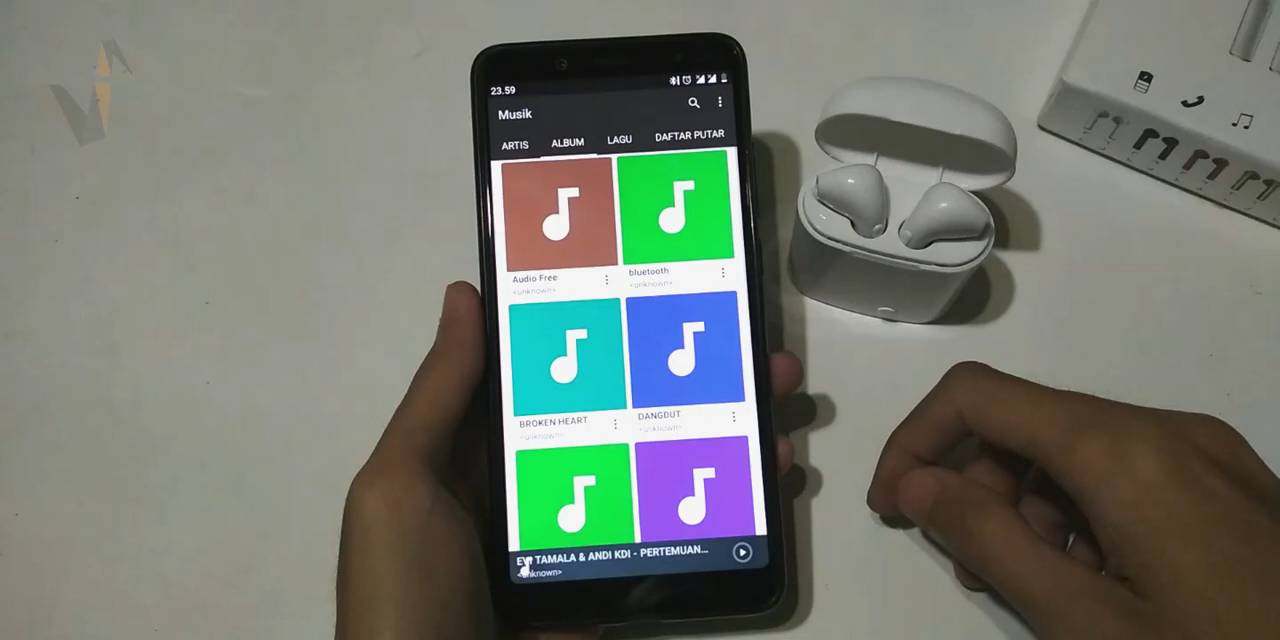 23.59
Musik
ARTIS ALBUM LAGU DAFTAR PUTAR
Audio Free
<unknown>
bluetooth
<unknown>
BROKEN HEART
<unknown>
DANGDUT
<unknown>
TAMALA & ANDI KDI - PERTEMUAN...
<unknown>